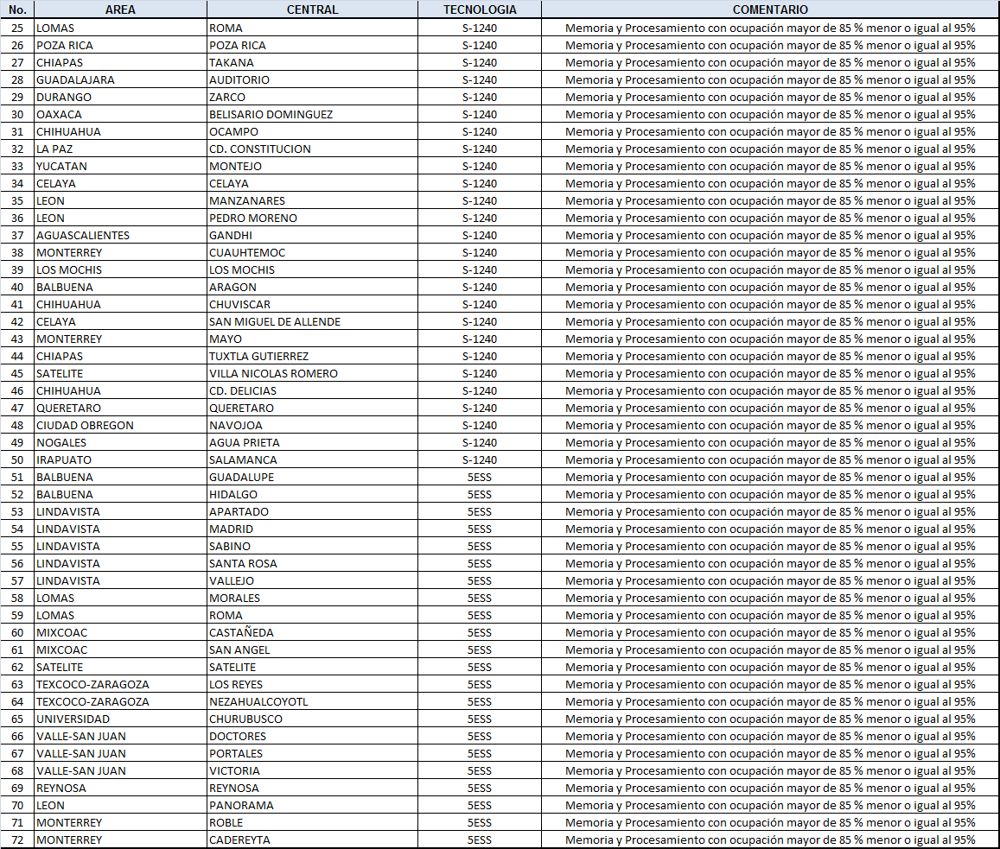 No. AREA CENTRAL TECNOLOGIA COMENTARIO
25 LOMAS ROMA S-1240 Memoria y Procesamiento con ocupación mayor de 85 % menor o igual al 95%
26 POZA RICA POZA RICA S-1240 Memoria y Procesamiento con ocupación mayor de 85 % menor o igual al 95%
27 CHIAPAS TAKANA S-1240 Memoria y Procesamiento con ocupación mayor de 85 % menor o igual al 95%
28 GUADALAJARA AUDITORIO S-1240 Memoria y Procesamiento con ocupación mayor de 85 % menor o igual al 95%
29 DURANGO ZARCO S-1240 Memoria y Procesamiento con ocupación mayor de 85 % menor o igual al 95%
30 OAXACA BELISARIO DOMINGUEZ S-1240 Memoria y Procesamiento con ocupación mayor de 85 % menor o igual al 95%
31 CHIHUAHUA OCAMPO S-1240 Memoria y Procesamiento con ocupación mayor de 85 % menor o igual al 95%
32 LA PAZ CD. CONSTITUCION S-1240 Memoria y Procesamiento con ocupación mayor de 85 % menor o igual al 95%
33 YUCATAN MONTEJO S-1240 Memoria y Procesamiento con ocupación mayor de 85 % menor o igual al 95%
34 CELAYA CELAYA S-1240 Memoria y Procesamiento con ocupación mayor de 85 % menor o igual al 95%
35 LEON MANZANARES S-1240 Memoria y Procesamiento con ocupación mayor de 85 % menor o igual al 95%
36 LEON PEDRO MORENO S-1240 Memoria y Procesamiento con ocupación mayor de 85 % menor o igual al 95%
37 AGUASCALIENTES GANDHI S-1240 Memoria y Procesamiento con ocupación mayor de 85 % menor o igual al 95%
38 MONTERREY CUAUHTEMOC S-1240 Memoria y Procesamiento con ocupación mayor de 85 % menor o igual al 95%
39 LOS MOCHIS LOS MOCHIS S-1240 Memoria y Procesamiento con ocupación mayor de 85 % menor o igual al 95%
40 BALBUENA ARAGON S-1240 Memoria y Procesamiento con ocupación mayor de 85 % menor o igual al 95%
41 CHIHUAHUA CHUVISCAR S-1240 Memoria y Procesamiento con ocupación mayor de 85 % menor o igual al 95%
42 CELAYA SAN MIGUEL DE ALLENDE S-1240 Memoria y Procesamiento con ocupación mayor de 85 % menor o igual al 95%
43 MONTERREY MAYO S-1240 Memoria y Procesamiento con ocupación mayor de 85 % menor o igual al 95%
44 CHIAPAS TUXTLA GUTIERREZ S-1240 Memoria y Procesamiento con ocupación mayor de 85 % menor o igual al 95%
45 SATELITE VILLA NICOLAS ROMERO S-1240 Memoria y Procesamiento con ocupación mayor de 85 % menor o igual al 95%
46 CHIHUAHUA CD. DELICIAS S-1240 Memoria y Procesamiento con ocupación mayor de 85 % menor o igual al 95%
47 QUERETARO QUERETARO S-1240 Memoria y Procesamiento con ocupación mayor de 85 % menor o igual al 95%
48 CIUDAD OBREGON NAVOJOA S-1240 Memoria y Procesamiento con ocupación mayor de 85 % menor o igual al 95%
49 NOGALES AGUA PRIETA S-1240 Memoria y Procesamiento con ocupación mayor de 85 % menor o igual al 95%
50 IRAPUATO SALAMANCA S-1240 Memoria y Procesamiento con ocupación mayor de 85 % menor o igual al 95%
51 BALBUENA GUADALUPE 5ESS Memoria y Procesamiento con ocupación mayor de 85 % menor o igual al 95%
52 BALBUENA HIDALGO 5ESS Memoria y Procesamiento con ocupación mayor de 85 % menor o igual al 95%
53 LINDAVISTA APARTADO 5ESS Memoria y Procesamiento con ocupación mayor de 85 % menor o igual al 95%
54 LINDAVISTA MADRID 5ESS Memoria y Procesamiento con ocupación mayor de 85 % menor o igual al 95%
55 LINDAVISTA SABINO 5ESS Memoria y Procesamiento con ocupación mayor de 85 % menor o igual al 95%
56 LINDAVISTA SANTA ROSA 5ESS Memoria y Procesamiento con ocupación mayor de 85 % menor o igual al 95%
57 LINDAVISTA VALLEJO 5ESS Memoria y Procesamiento con ocupación mayor de 85 % menor o igual al 95%
58 LOMAS MORALES 5ESS Memoria y Procesamiento con ocupación mayor de 85 % menor o igual al 95%
59 LOMAS ROMA 5ESS Memoria y Procesamiento con ocupación mayor de 85 % menor o igual al 95%
60 MIXCOAC CASTAÑEDA 5ESS Memoria y Procesamiento con ocupación mayor de 85 % menor o igual al 95%
61 MIXCOAC SAN ANGEL 5ESS Memoria y Procesamiento con ocupación mayor de 85 % menor o igual al 95%
62 SATELITE SATELITE 5ESS Memoria y Procesamiento con ocupación mayor de 85 % menor o igual al 95%
63 TEXCOCO-ZARAGOZA LOS REYES 5ESS Memoria y Procesamiento con ocupación mayor de 85 % menor o igual al 95%
64 TEXCOCO-ZARAGOZA NEZAHUALCOYOTL 5ESS Memoria y Procesamiento con ocupación mayor de 85 % menor o igual al 95%
65 UNIVERSIDAD CHURUBUSCO 5ESS Memoria y Procesamiento con ocupación mayor de 85 % menor o igual al 95%
66 VALLE-SAN JUAN DOCTORES 5ESS Memoria y Procesamiento con ocupación mayor de 85 % menor o igual al 95%
67 VALLE-SAN JUAN PORTALES 5ESS Memoria y Procesamiento con ocupación mayor de 85 % menor o igual al 95%
68 VALLE-SAN JUAN VICTORIA 5ESS Memoria y Procesamiento con ocupación mayor de 85 % menor o igual al 95%
69 REYNOSA REYNOSA 5ESS Memoria y Procesamiento con ocupación mayor de 85 % menor o igual al 95%
70 LEON PANORAMA 5ESS Memoria y Procesamiento con ocupación mayor de 85 % menor o igual al 95%
71 MONTERREY ROBLE 5ESS Memoria y Procesamiento con ocupación mayor de 85 % menor o igual al 95%
72 MONTERREY CADEREYTA 5ESS Memoria y Procesamiento con ocupación mayor de 85 % menor o igual al 95%